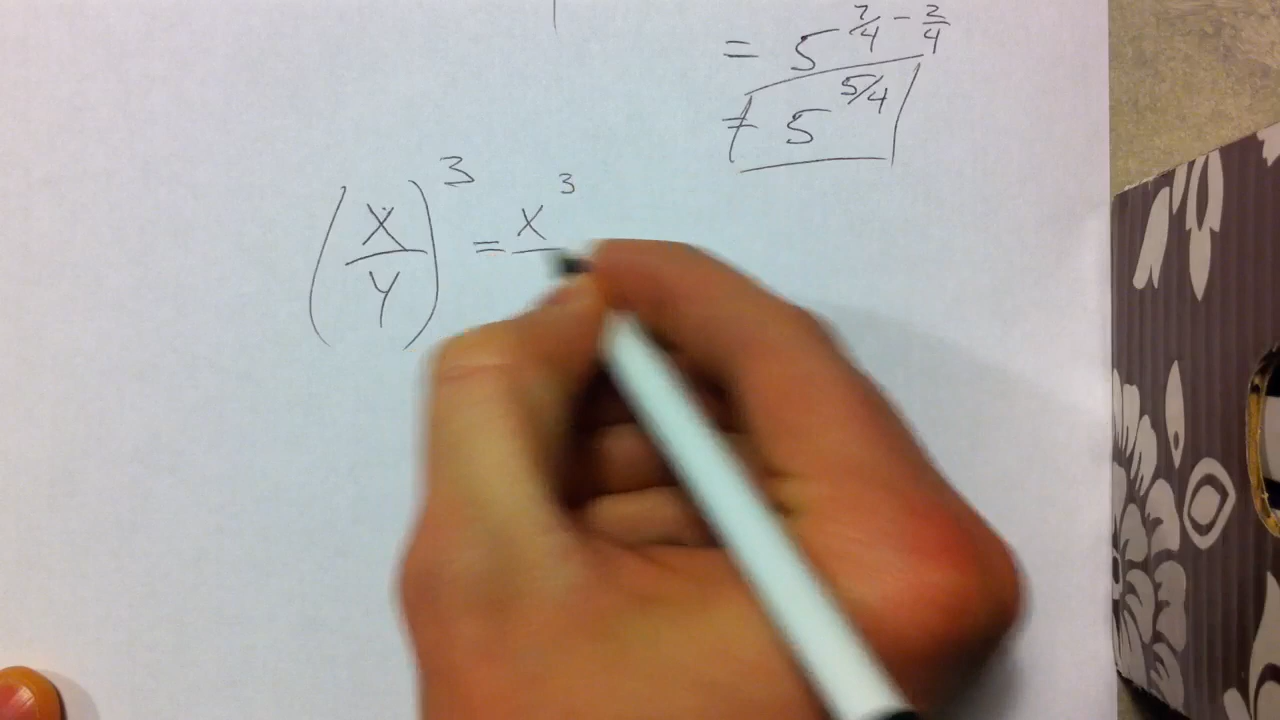 = 5^(7/4 - 2/4)
= 5^(5/4)
(X/Y)^3 = X^3